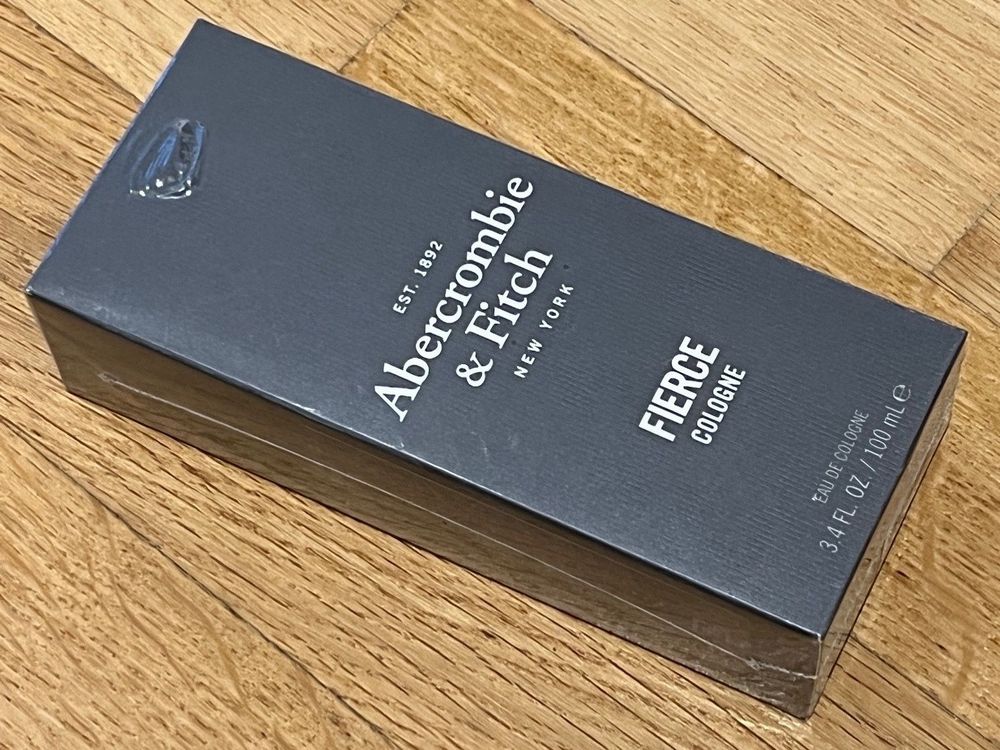 EST. 1892
Abercrombie
& Fitch
NEW YORK
FIERCE
COLOGNE
EAU DE COLOGNE
3.4 FL. OZ. / 100 mL ℮